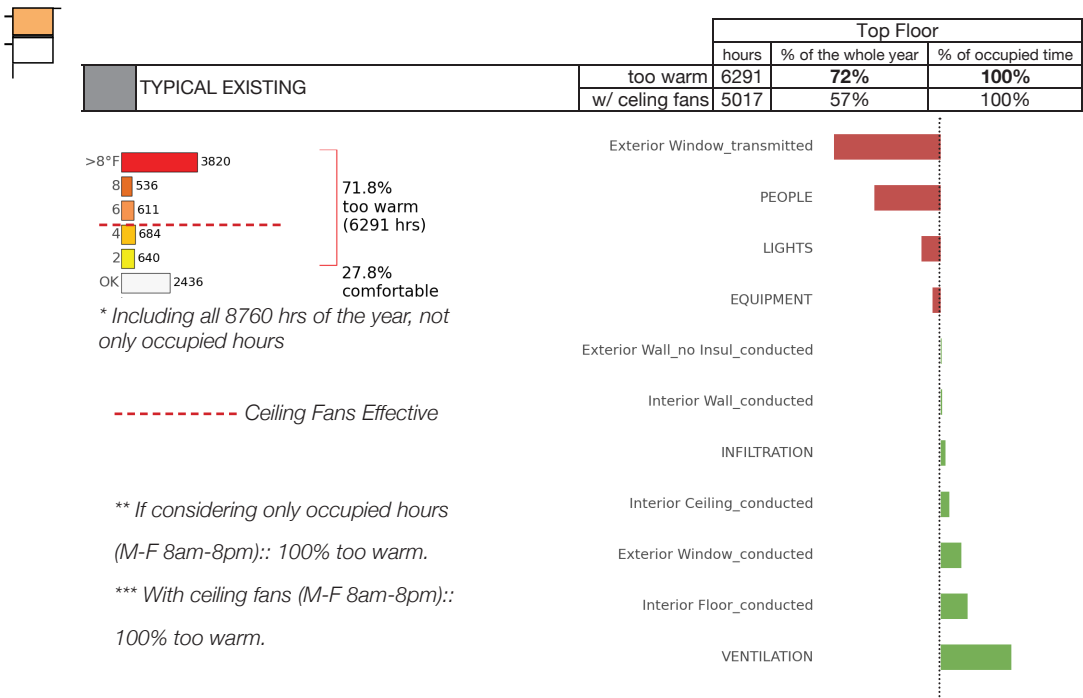 Top Floor
hours % of the whole year % of occupied time
TYPICAL EXISTING too warm 6291 72% 100%
w/ celing fans 5017 57% 100%
>8°F 3820
8 536
6 611
4 684
2 640
OK 2436
71.8%
too warm
(6291 hrs)
27.8%
comfortable
* Including all 8760 hrs of the year, not
only occupied hours
Ceiling Fans Effective
** If considering only occupied hours
(M-F 8am-8pm):: 100% too warm.
*** With ceiling fans (M-F 8am-8pm)::
100% too warm.
Exterior Window_transmitted
PEOPLE
LIGHTS
EQUIPMENT
Exterior Wall_no Insul_conducted
Interior Wall_conducted
INFILTRATION
Interior Ceiling_conducted
Exterior Window_conducted
Interior Floor_conducted
VENTILATION